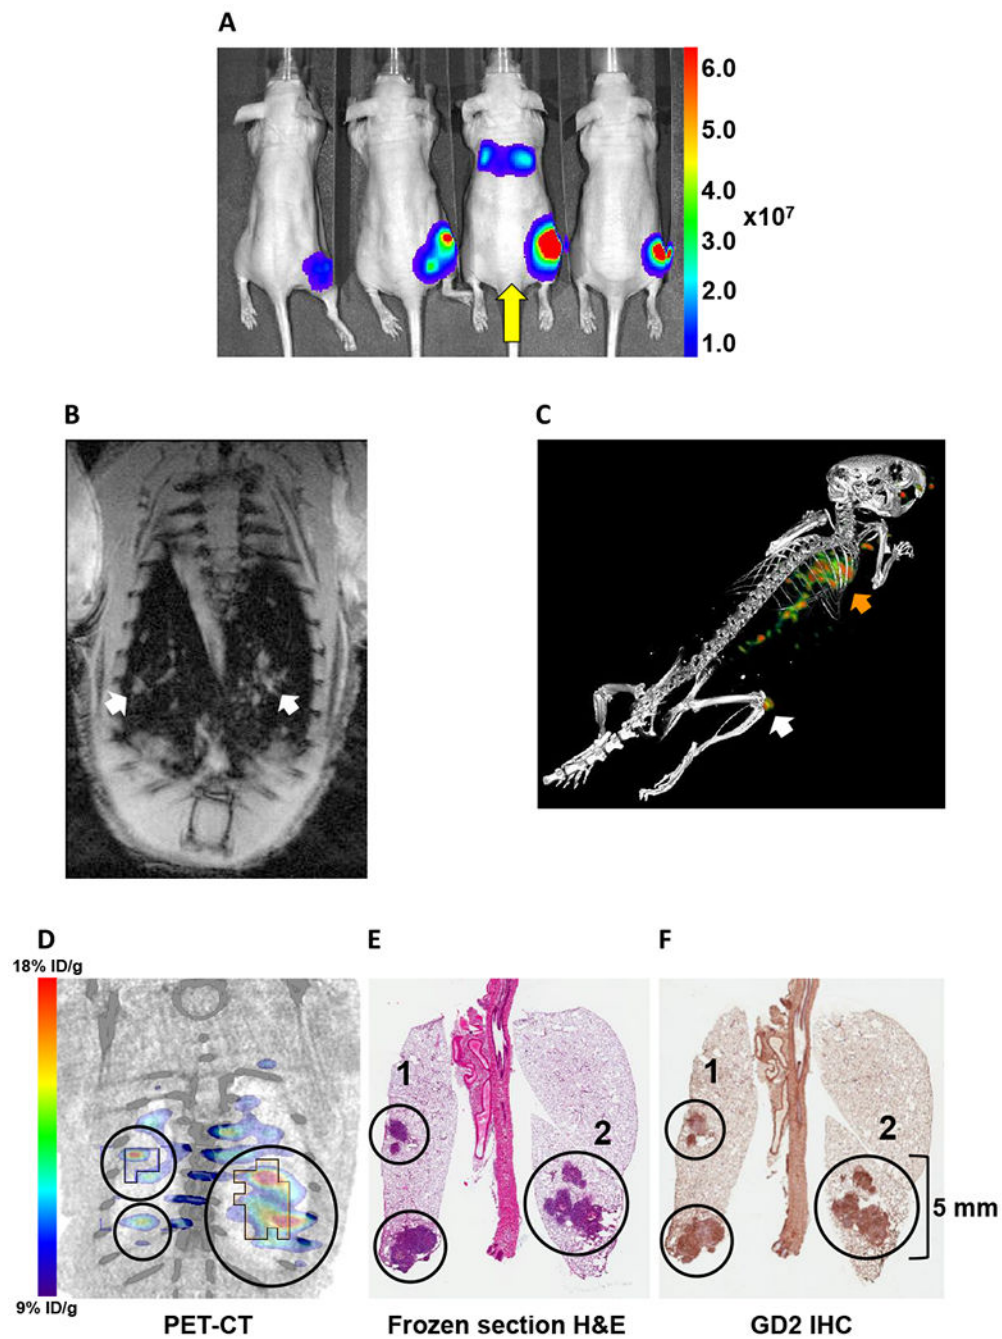 A
6.0
5.0
4.0
x10⁷
3.0
2.0
1.0
B
C
D
E
F
18% ID/g
9% ID/g
1
2
1
2
5 mm
PET-CT
Frozen section H&E
GD2 IHC